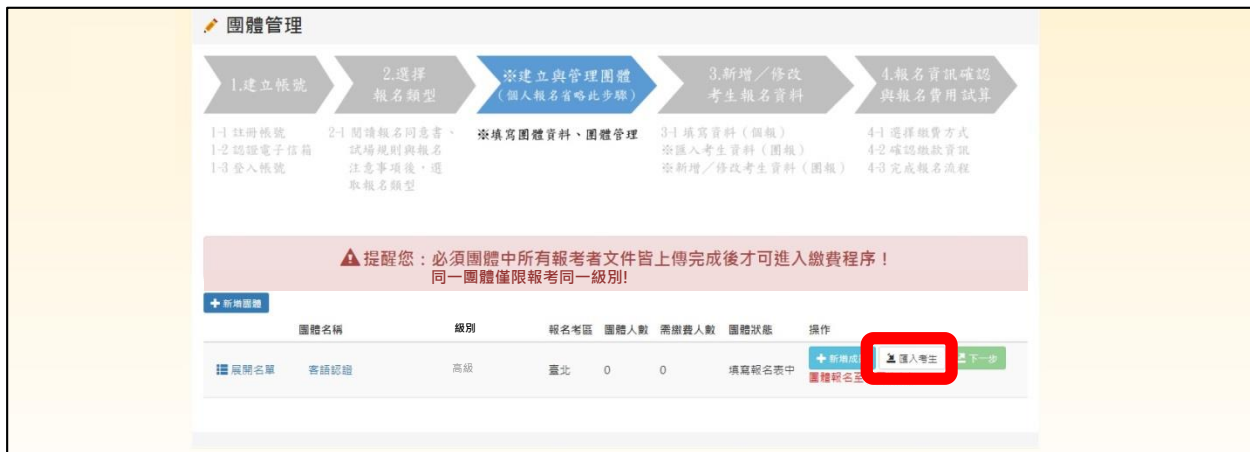 團體管理
1.建立帳號
2.選擇
報名類型
※建立與管理團體
(個人報名省略此步驟)
3.新增／修改
考生報名資料
4.報名資訊確認
與報名費用試算
1-1 註冊帳號
1-2 認證電子信箱
1-3 登入帳號
2-1 閱讀報名同意書、
試場規則與報名
注意事項後，選
取報名類型
※填寫團體資料、團體管理
3-1 填寫資料（個報）
※匯入考生資料（團報）
※新增／修改考生資料（團報）
4-1 選擇繳費方式
4-2 確認繳款資訊
4-3 完成報名流程
提醒您：必須團體中所有報考者文件皆上傳完成後才可進入繳費程序！
同一團體僅限報考同一級別!
新增團體
團體名稱 級別 報名考區 團體人數 需繳費人數 團體狀態 操作
展開名單 客語認證 高級 臺北 0 0 填寫報名表中 新增成 匯入考生 下一步
團體報名至